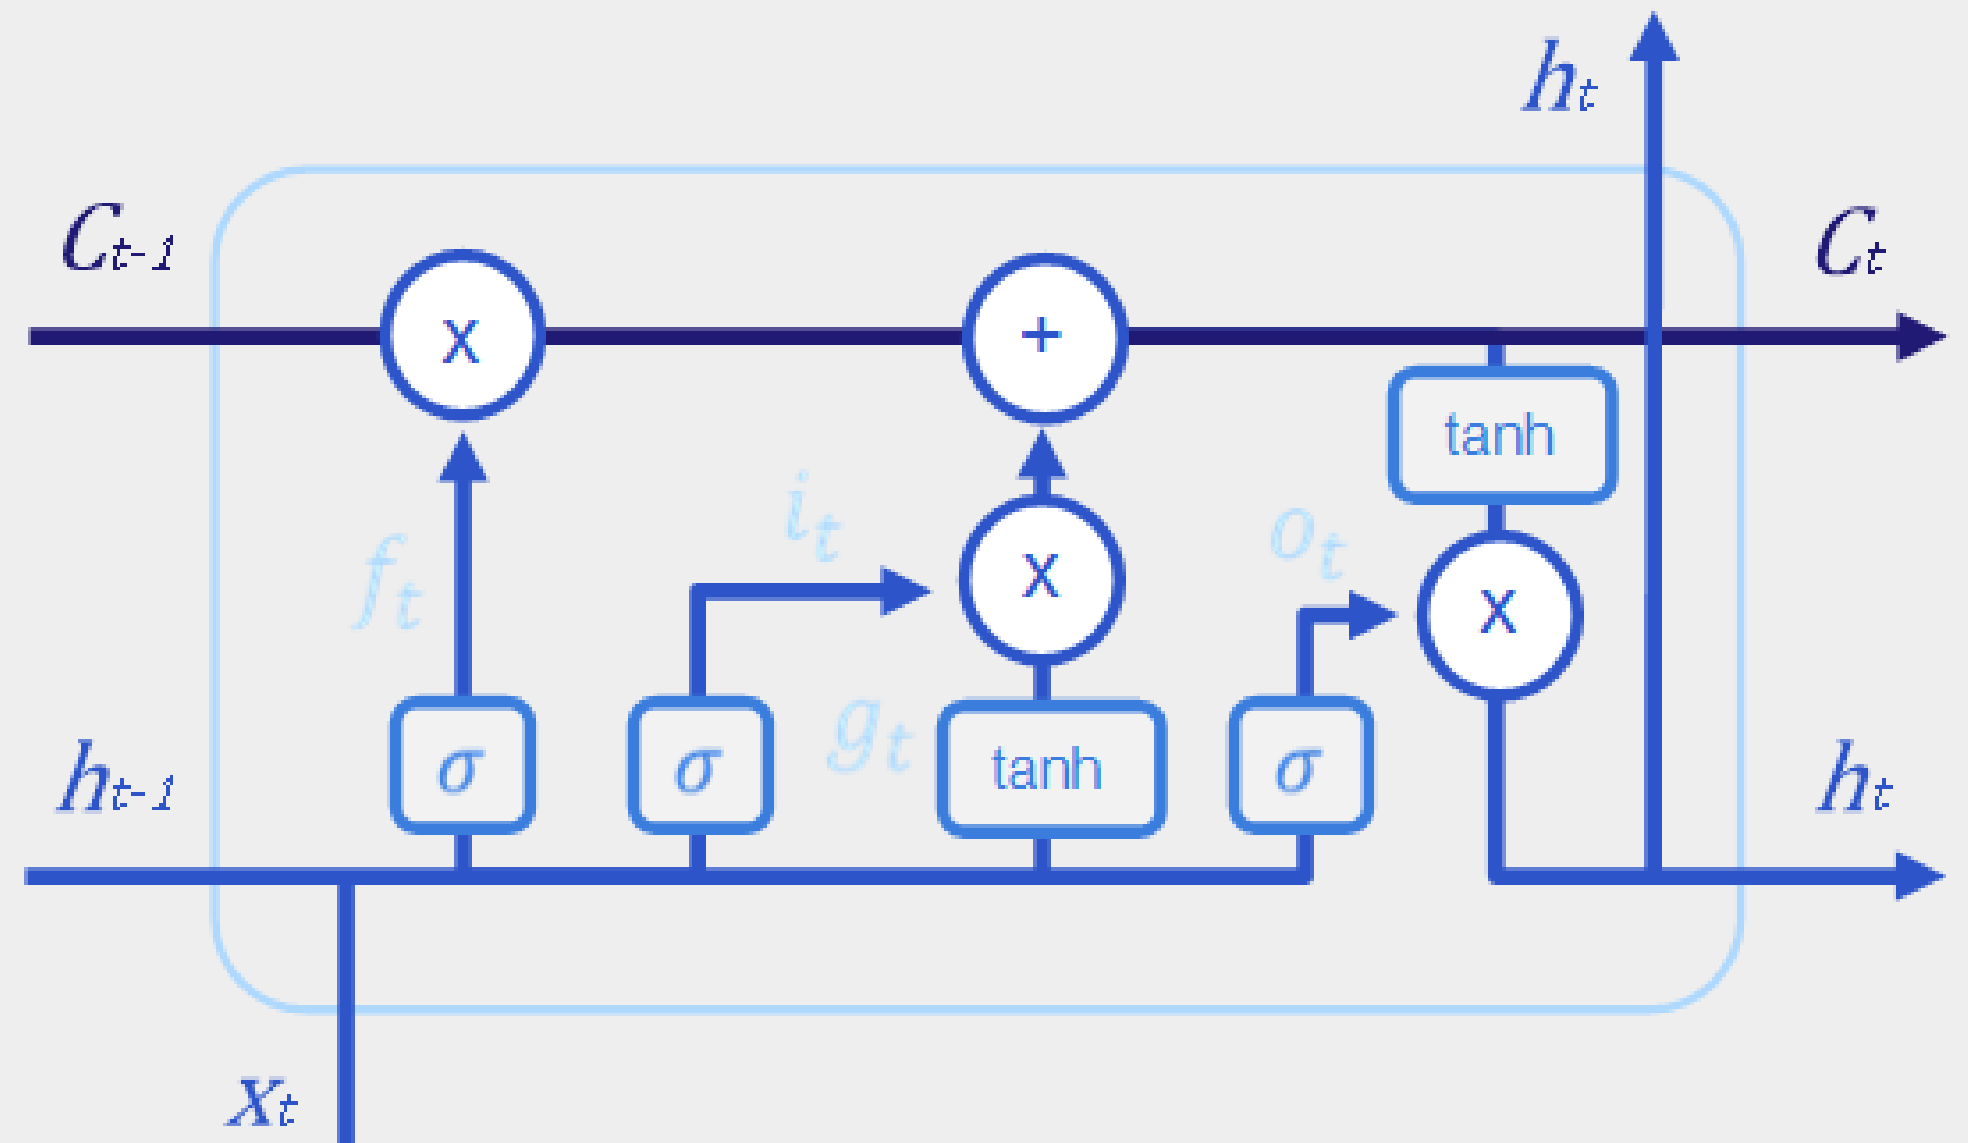 hₜ
Cₜ₋₁
Cₜ
x
+
tanh
iₜ
oₜ
fₜ
x
x
gₜ
hₜ₋₁
σ
σ
tanh
σ
hₜ
xₜ